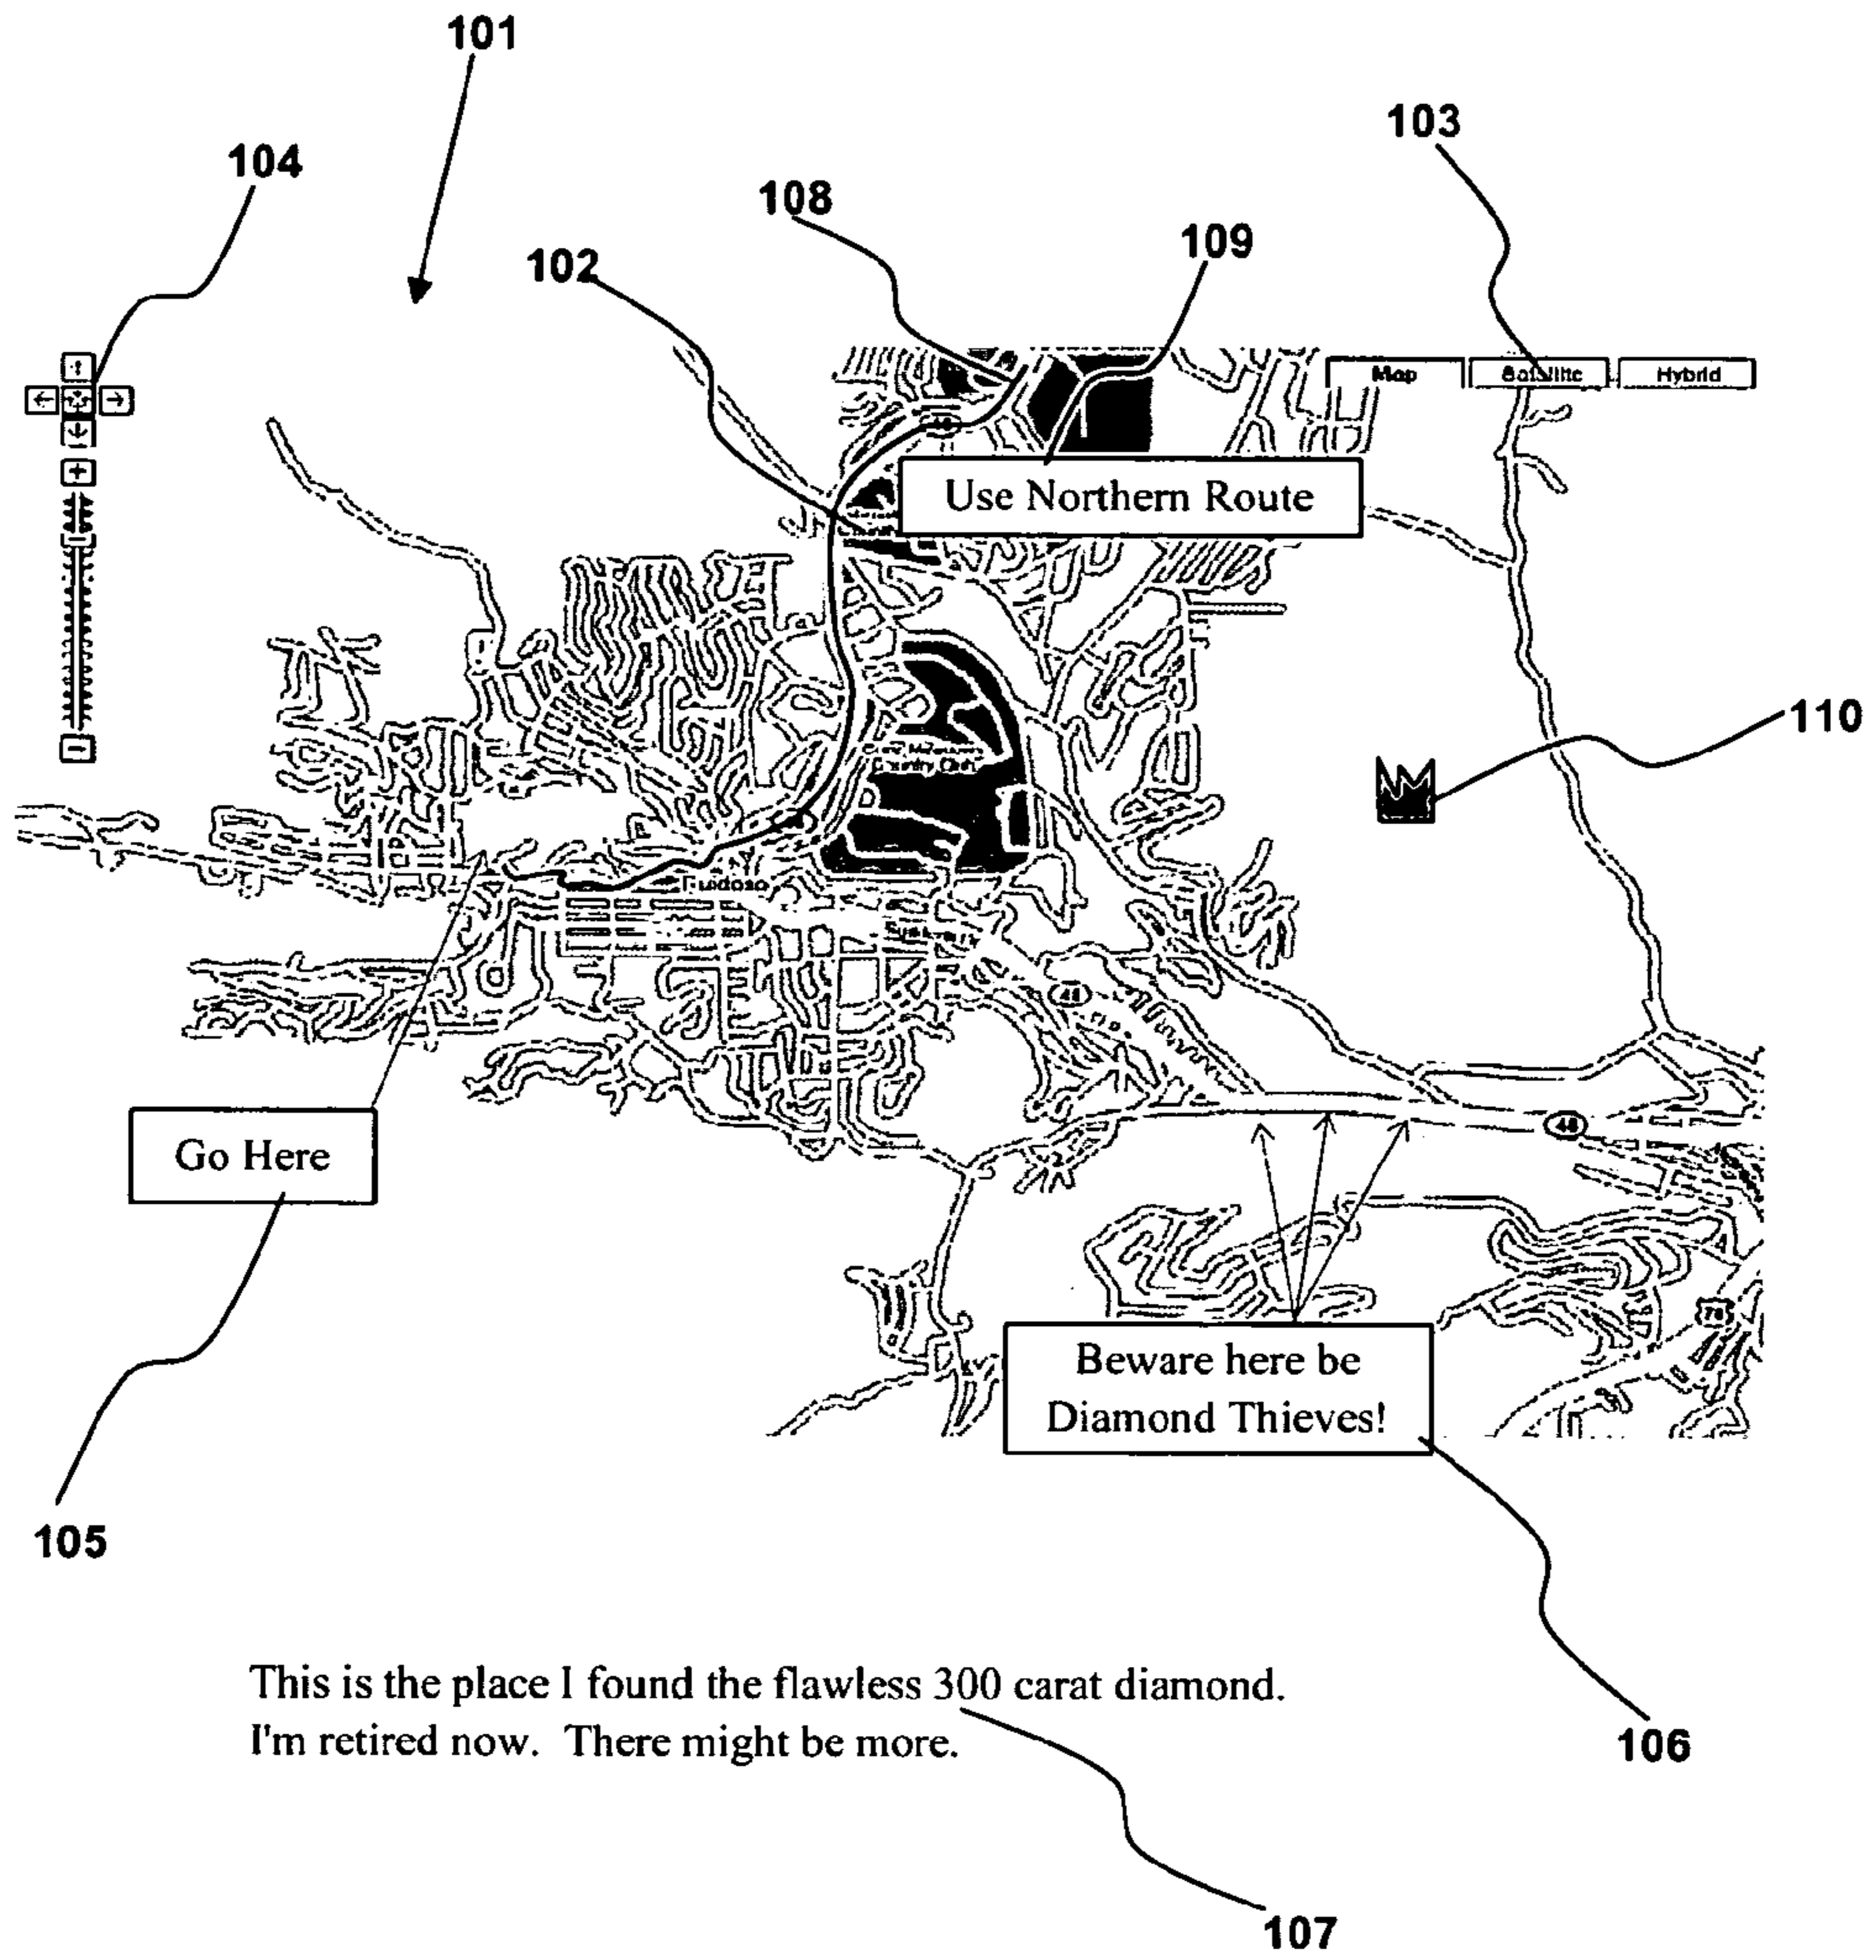 101
103
104
108
109
102
Map
Satellite
Hybrid
Use Northern Route
110
Country Club
Ruidoso
48
Go Here
48
Beware here be
Diamond Thieves!
105
This is the place I found the flawless 300 carat diamond.
I'm retired now. There might be more.
106
107